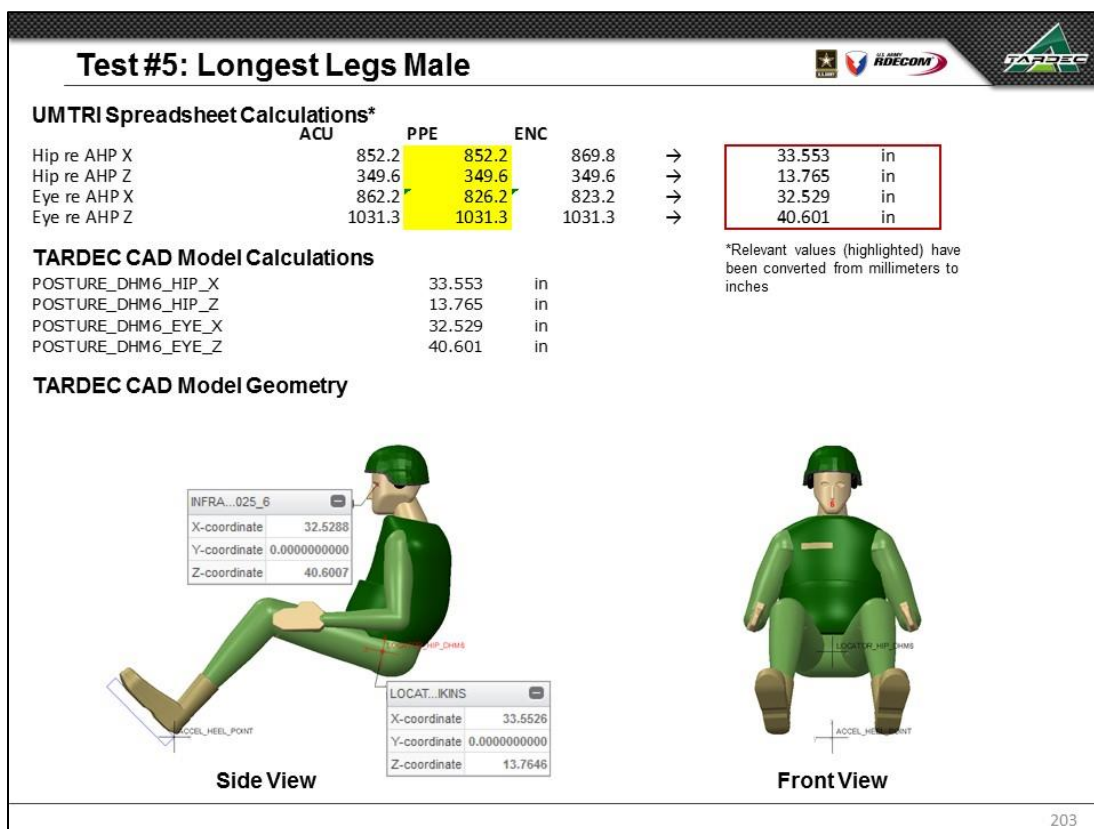 Test #5: Longest Legs Male
U.S. ARMY
U.S. ARMY
RDECOM
TARDEC
UMTRI Spreadsheet Calculations*
ACU PPE ENC
Hip re AHP X 852.2 852.2 869.8 → 33.553 in
Hip re AHP Z 349.6 349.6 349.6 → 13.765 in
Eye re AHP X 862.2 826.2 823.2 → 32.529 in
Eye re AHP Z 1031.3 1031.3 1031.3 → 40.601 in
*Relevant values (highlighted) have
been converted from millimeters to
inches
TARDEC CAD Model Calculations
POSTURE_DHM6_HIP_X 33.553 in
POSTURE_DHM6_HIP_Z 13.765 in
POSTURE_DHM6_EYE_X 32.529 in
POSTURE_DHM6_EYE_Z 40.601 in
TARDEC CAD Model Geometry
INFRA...025_6
X-coordinate 32.5288
Y-coordinate 0.0000000000
Z-coordinate 40.6007
LOCATOR_HIP_DHM6
LOCAT...IKINS
X-coordinate 33.5526
Y-coordinate 0.0000000000
Z-coordinate 13.7646
ACCEL_HEEL_POINT
Side View
6
LOCATOR_HIP_DHM6
ACCEL_HEEL_POINT
Front View
203